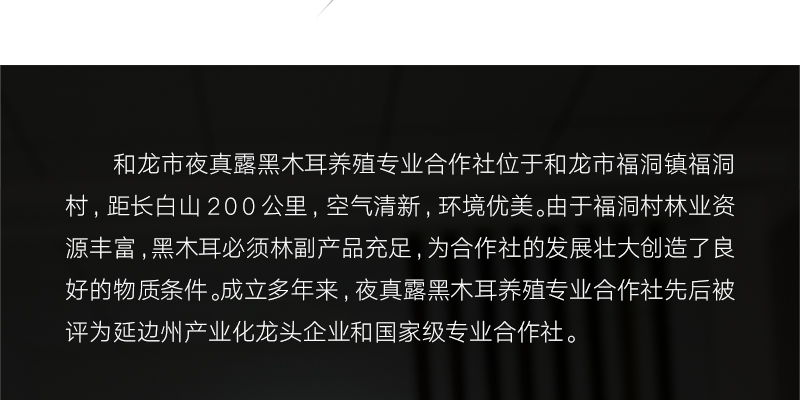 和龙市夜真露黑木耳养殖专业合作社位于和龙市福洞镇福洞
村，距长白山200公里，空气清新，环境优美。由于福洞村林业资
源丰富，黑木耳必须林副产品充足，为合作社的发展壮大创造了良
好的物质条件。成立多年来，夜真露黑木耳养殖专业合作社先后被
评为延边州产业化龙头企业和国家级专业合作社。